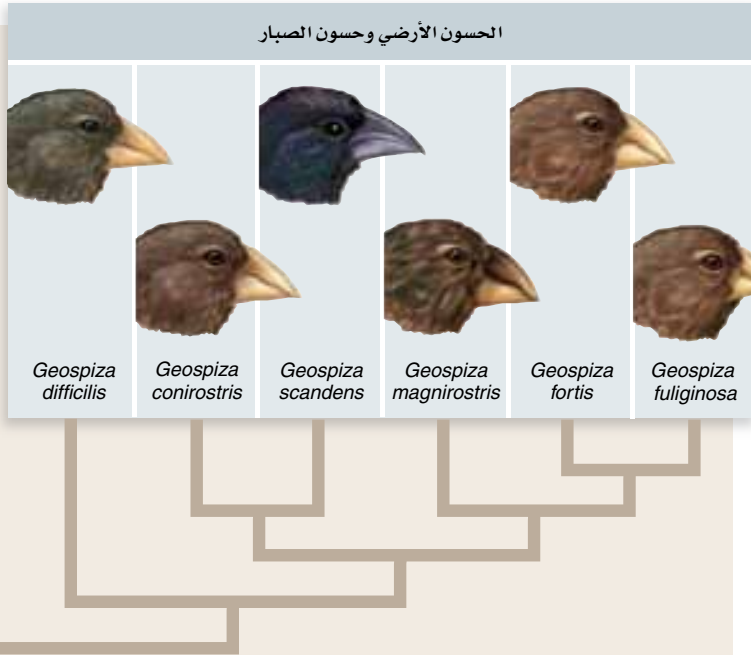 الحسون الأرضي وحسون الصبار
Geospiza
difficilis
Geospiza
conirostris
Geospiza
scandens
Geospiza
magnirostris
Geospiza
fortis
Geospiza
fuliginosa